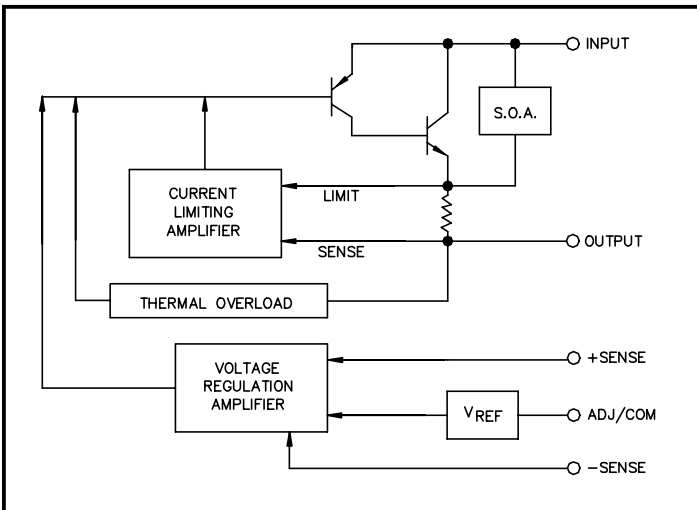 INPUT
S.O.A.
CURRENT
LIMITING
AMPLIFIER
LIMIT
SENSE
OUTPUT
THERMAL OVERLOAD
VOLTAGE
REGULATION
AMPLIFIER
+SENSE
VREF
ADJ/COM
−SENSE